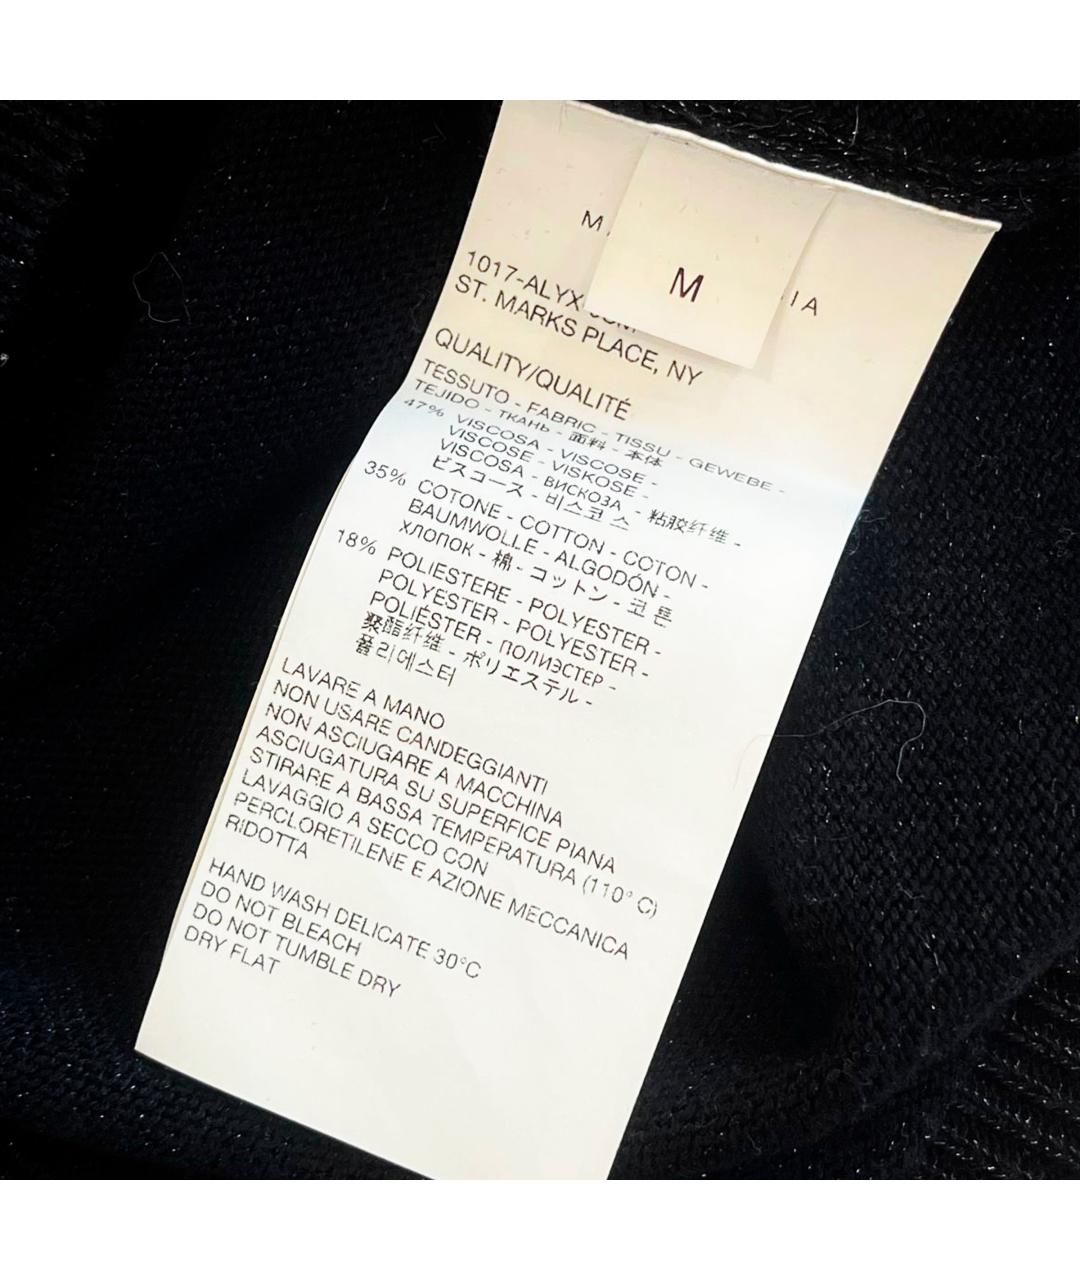 M
1017-ALYX
ST. MARKS PLACE, NY
QUALITY/QUALITÉ
TESSUTO - FABRIC - TISSU - GEWEBE -
TEJIDO - ТКАНЬ - 面料 - 本体
47% VISCOSA - VISCOSE -
VISCOSE - VISKOSE -
VISCOSA - ВИСКОЗА - 粘胶纤维 -
ビスコース - 비스코스
35% COTONE - COTTON - COTON -
BAUMWOLLE - ALGODÓN -
ХЛОПОК - 棉 - コットン - 코튼
18% POLIESTERE - POLYESTER -
POLYESTER - POLYESTER -
POLIÉSTER - ПОЛИЭСТЕР -
聚酯纤维 - ポリエステル -
폴리에스터
LAVARE A MANO
NON USARE CANDEGGIANTI
NON ASCIUGARE A MACCHINA
ASCIUGATURA SU SUPERFICE PIANA
STIRARE A BASSA TEMPERATURA (110° C)
LAVAGGIO A SECCO CON
PERCLORETILENE E AZIONE MECCANICA
RIDOTTA
HAND WASH DELICATE 30°C
DO NOT BLEACH
DO NOT TUMBLE DRY
DRY FLAT